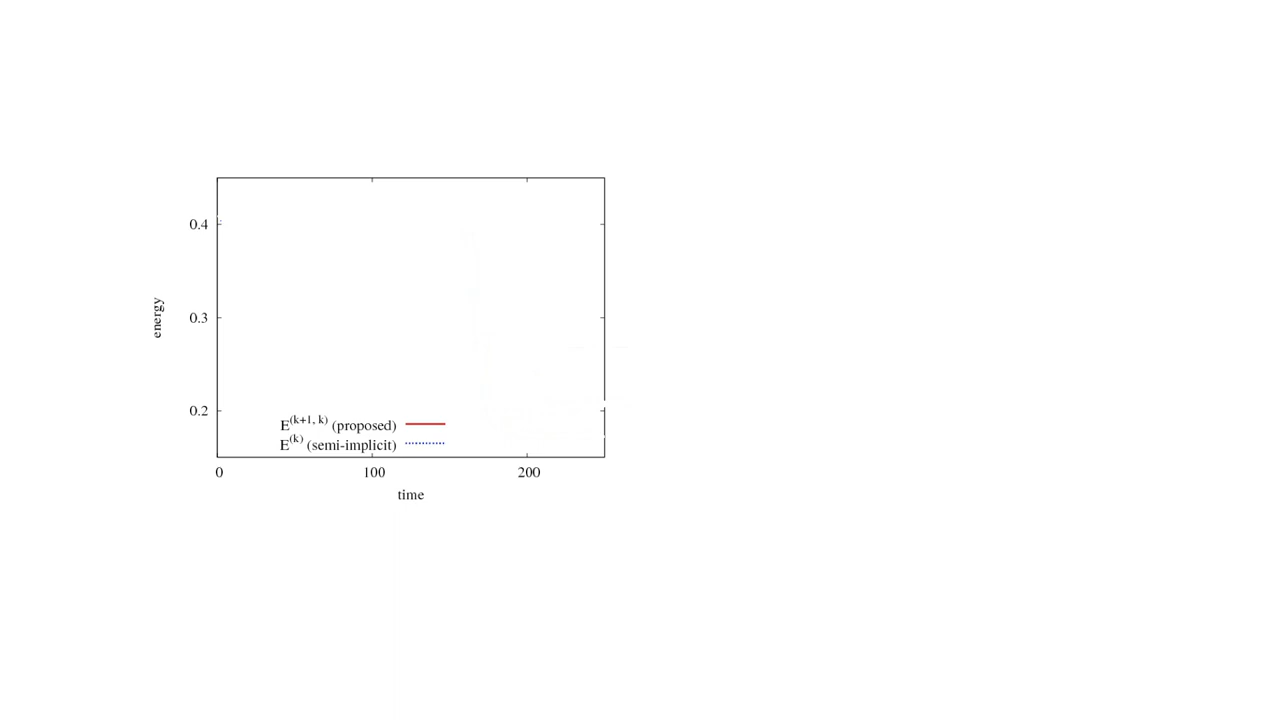 0.4
0.3
0.2
energy
E^(k+1, k) (proposed)
E^(k) (semi-implicit)
0 100 200
time